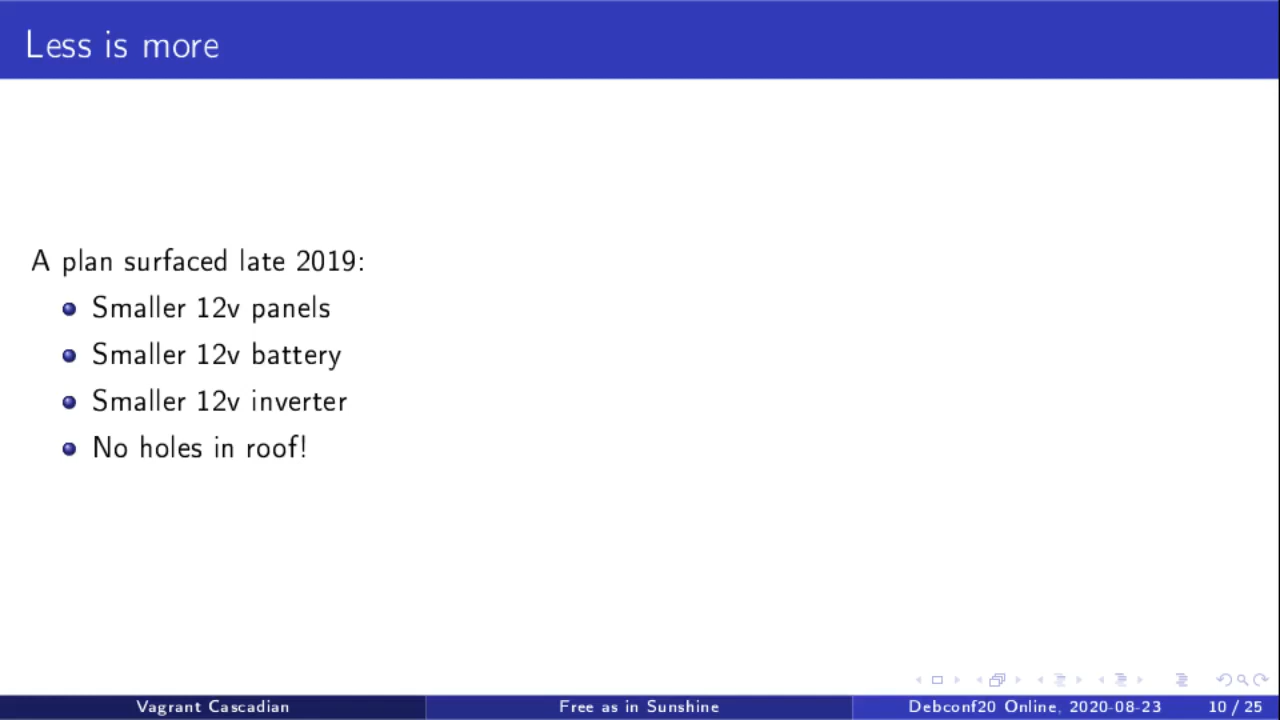 Less is more
A plan surfaced late 2019:
Smaller 12v panels
Smaller 12v battery
Smaller 12v inverter
No holes in roof!
Vagrant Cascadian
Free as in Sunshine
Debconf20 Online, 2020-08-23
10 / 25